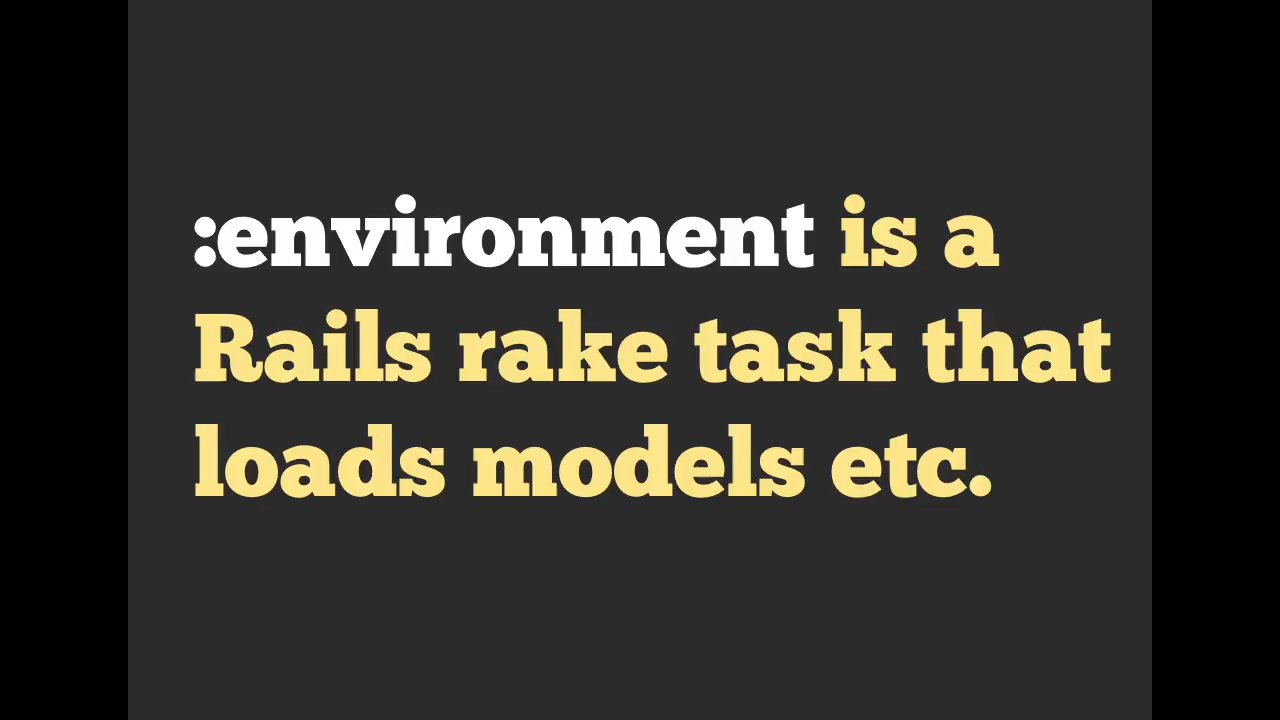 :environment is a
Rails rake task that
loads models etc.